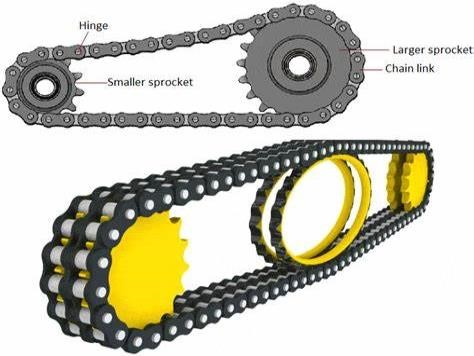 Hinge
Larger sprocket
Chain link
Smaller sprocket